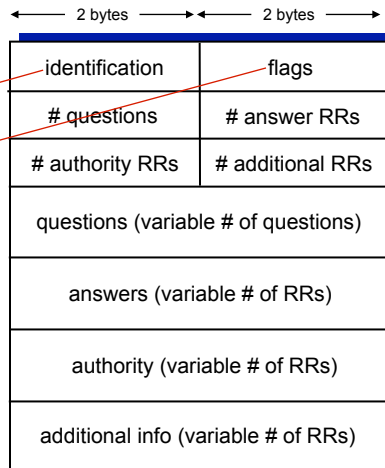 2 bytes 2 bytes
identification flags
# questions # answer RRs
# authority RRs # additional RRs
questions (variable # of questions)
answers (variable # of RRs)
authority (variable # of RRs)
additional info (variable # of RRs)